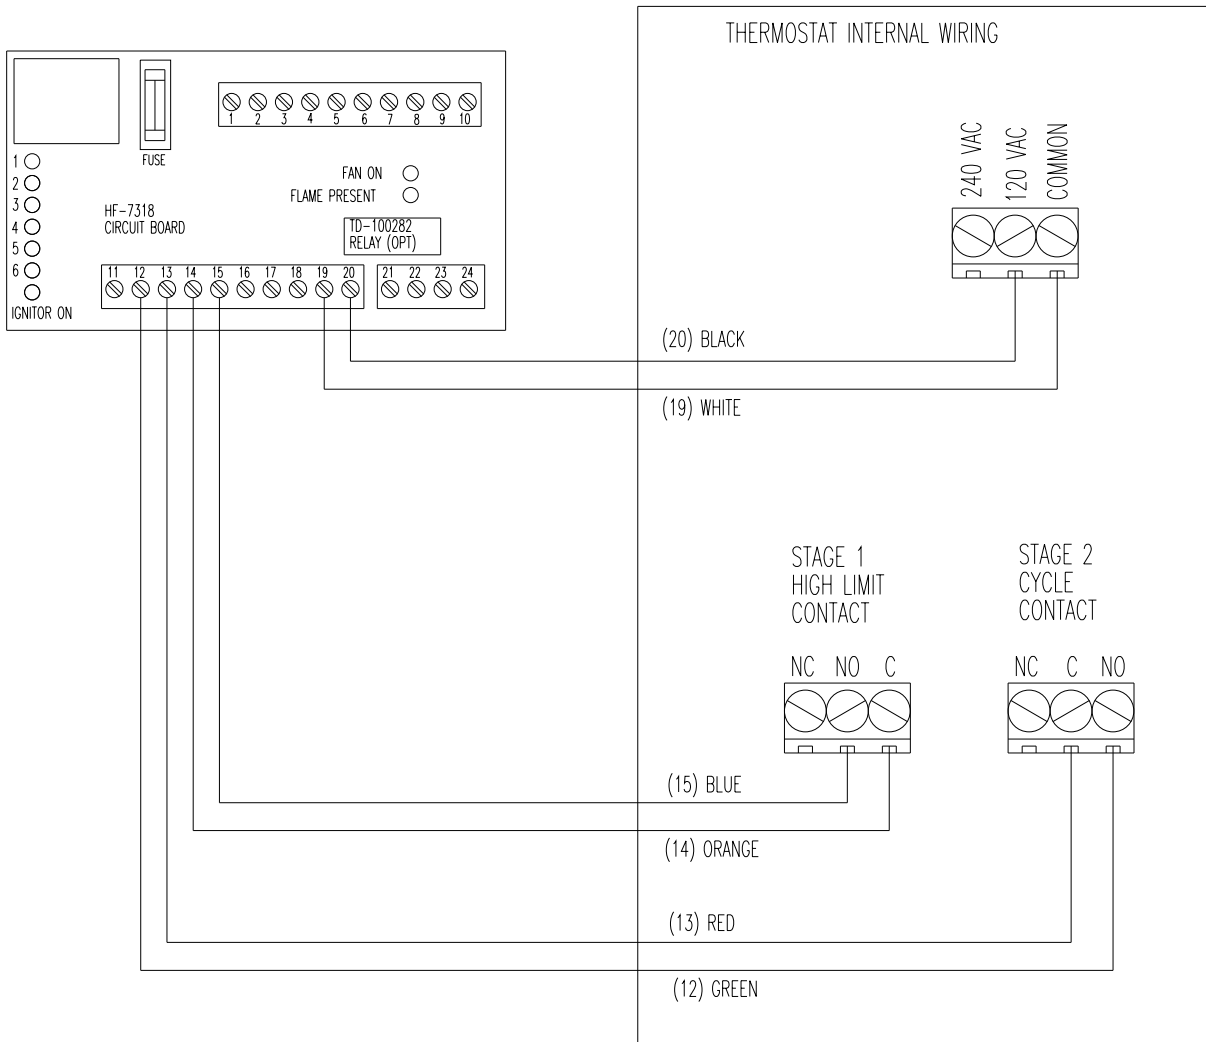 THERMOSTAT INTERNAL WIRING
1 2 3 4 5 6 7 8 9 10
FUSE
1
2
3
4
5
6
IGNITOR ON
FAN ON
FLAME PRESENT
HF-7318
CIRCUIT BOARD
TD-100282
RELAY (OPT)
11 12 13 14 15 16 17 18 19 20
21 22 23 24
240 VAC
120 VAC
COMMON
(20) BLACK
(19) WHITE
STAGE 1
HIGH LIMIT
CONTACT
NC NO C
STAGE 2
CYCLE
CONTACT
NC C NO
(15) BLUE
(14) ORANGE
(13) RED
(12) GREEN